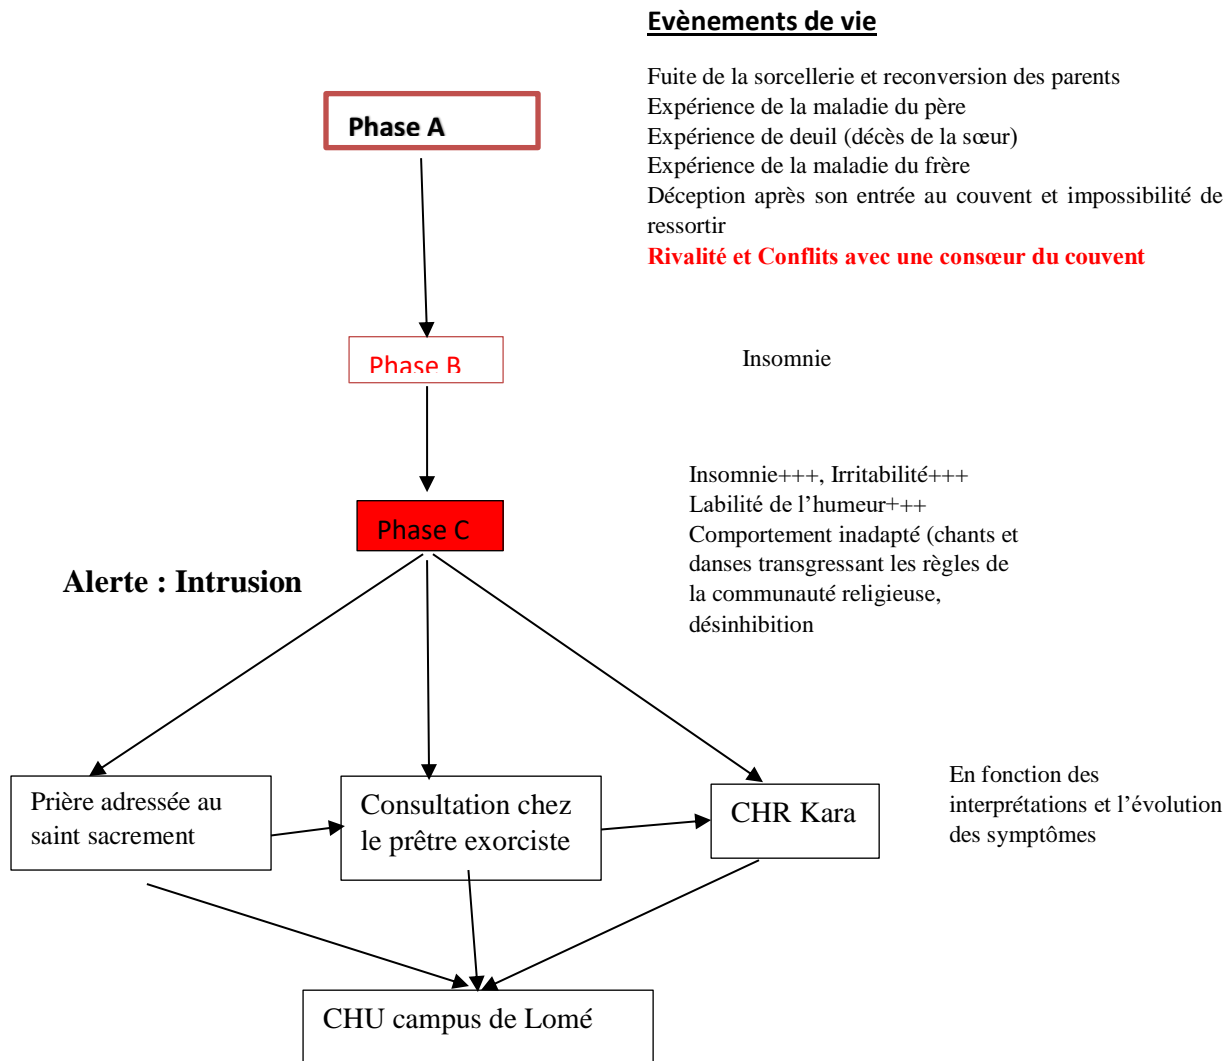 Evènements de vie
Fuite de la sorcellerie et reconversion des parents
Phase A
Expérience de la maladie du père
Expérience de deuil (décès de la sœur)
Expérience de la maladie du frère
Déception après son entrée au couvent et impossibilité de
ressortir
Rivalité et Conflits avec une consœur du couvent
Phase B
Insomnie
Insomnie+++, Irritabilité+++
Labilité de l’humeur+++
Phase C
Comportement inadapté (chants et
danses transgressant les règles de
la communauté religieuse,
désinhibition
Alerte : Intrusion
Prière adressée au
saint sacrement
Consultation chez
le prêtre exorciste
CHR Kara
En fonction des
interprétations et l’évolution
des symptômes
CHU campus de Lomé